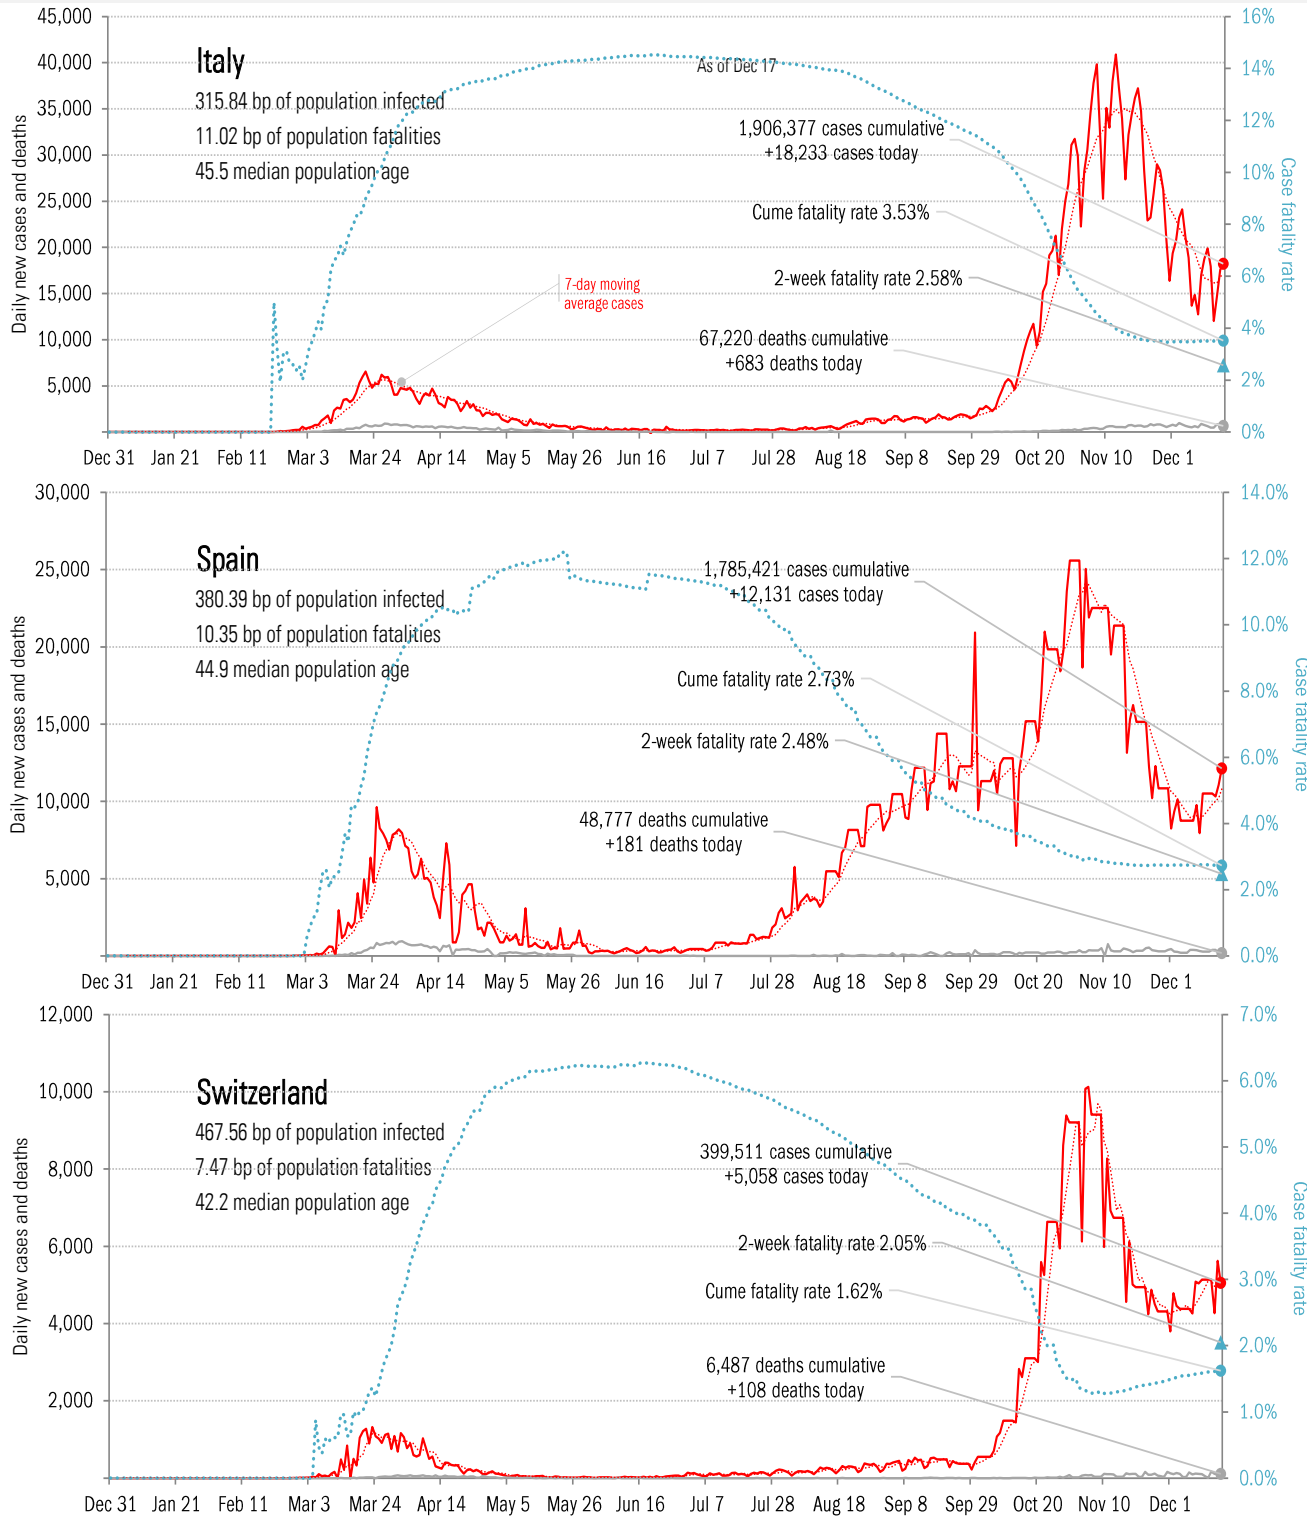 45,000
40,000
35,000
30,000
25,000
20,000
15,000
10,000
5,000
Daily new cases and deaths
16%
14%
12%
10%
8%
6%
4%
2%
0%
Case fatality rate
Italy
315.84 bp of population infected
11.02 bp of population fatalities
45.5 median population age
As of Dec 17
1,906,377 cases cumulative
+18,233 cases today
Cume fatality rate 3.53%
2-week fatality rate 2.58%
7-day moving
average cases
67,220 deaths cumulative
+683 deaths today
Dec 31 Jan 21 Feb 11 Mar 3 Mar 24 Apr 14 May 5 May 26 Jun 16 Jul 7 Jul 28 Aug 18 Sep 8 Sep 29 Oct 20 Nov 10 Dec 1
30,000
25,000
20,000
15,000
10,000
5,000
Daily new cases and deaths
14.0%
12.0%
10.0%
8.0%
6.0%
4.0%
2.0%
0.0%
Case fatality rate
Spain
380.39 bp of population infected
10.35 bp of population fatalities
44.9 median population age
1,785,421 cases cumulative
+12,131 cases today
Cume fatality rate 2.73%
2-week fatality rate 2.48%
48,777 deaths cumulative
+181 deaths today
Dec 31 Jan 21 Feb 11 Mar 3 Mar 24 Apr 14 May 5 May 26 Jun 16 Jul 7 Jul 28 Aug 18 Sep 8 Sep 29 Oct 20 Nov 10 Dec 1
12,000
10,000
8,000
6,000
4,000
2,000
Daily new cases and deaths
7.0%
6.0%
5.0%
4.0%
3.0%
2.0%
1.0%
0.0%
Case fatality rate
Switzerland
467.56 bp of population infected
7.47 bp of population fatalities
42.2 median population age
399,511 cases cumulative
+5,058 cases today
2-week fatality rate 2.05%
Cume fatality rate 1.62%
6,487 deaths cumulative
+108 deaths today
Dec 31 Jan 21 Feb 11 Mar 3 Mar 24 Apr 14 May 5 May 26 Jun 16 Jul 7 Jul 28 Aug 18 Sep 8 Sep 29 Oct 20 Nov 10 Dec 1